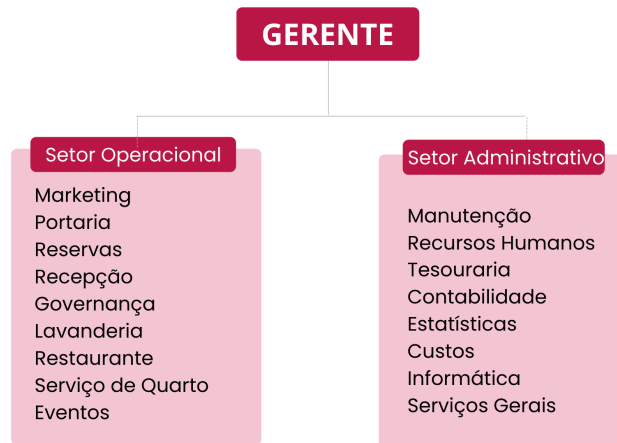 GERENTE
Setor Operacional
Marketing
Portaria
Reservas
Recepção
Governança
Lavanderia
Restaurante
Serviço de Quarto
Eventos
Setor Administrativo
Manutenção
Recursos Humanos
Tesouraria
Contabilidade
Estatísticas
Custos
Informática
Serviços Gerais